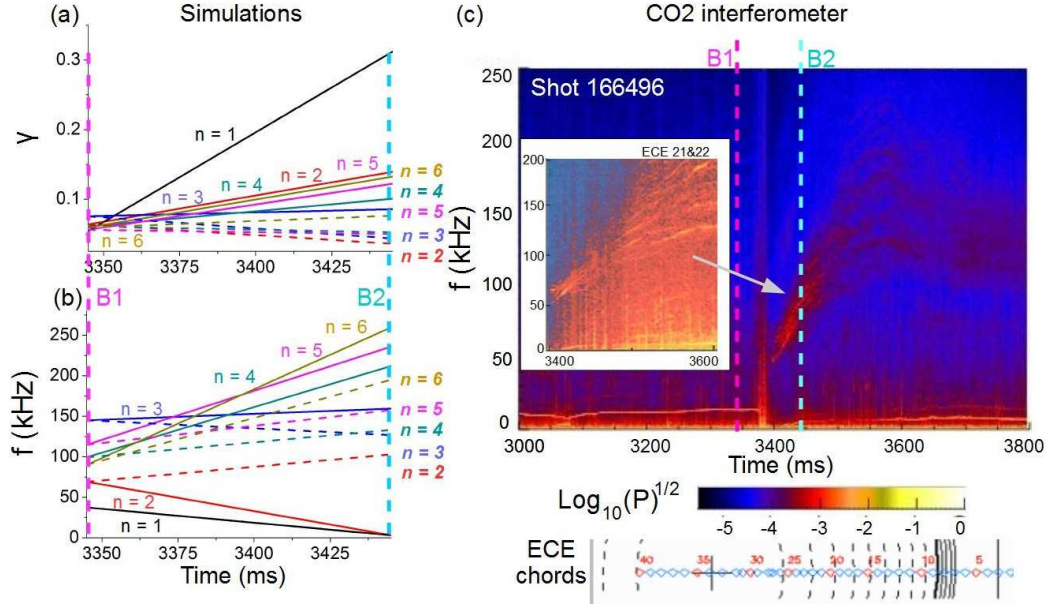 (a) Simulations
0.3
0.2
0.1
γ
n = 1
n = 2
n = 5
n = 3
n = 4
n = 6
n = 6
n = 4
n = 5
n = 3
n = 2
3350 3375 3400 3425
(b)
B1
B2
250
200
150
100
50
0
f (kHz)
n = 6
n = 5
n = 4
n = 3
n = 2
n = 1
n = 6
n = 5
n = 4
n = 3
n = 2
3350 3375 3400 3425
Time (ms)
(c) CO2 interferometer
B1 B2
Shot 166496
250
200
150
100
50
0
f (kHz)
ECE 21&22
200
150
100
50
0
3400 3600
3000 3200 3400 3600 3800
Time (ms)
Log10(P)1/2
-5 -4 -3 -2 -1 0
ECE
chords
40 35 30 25 20 15 10 5